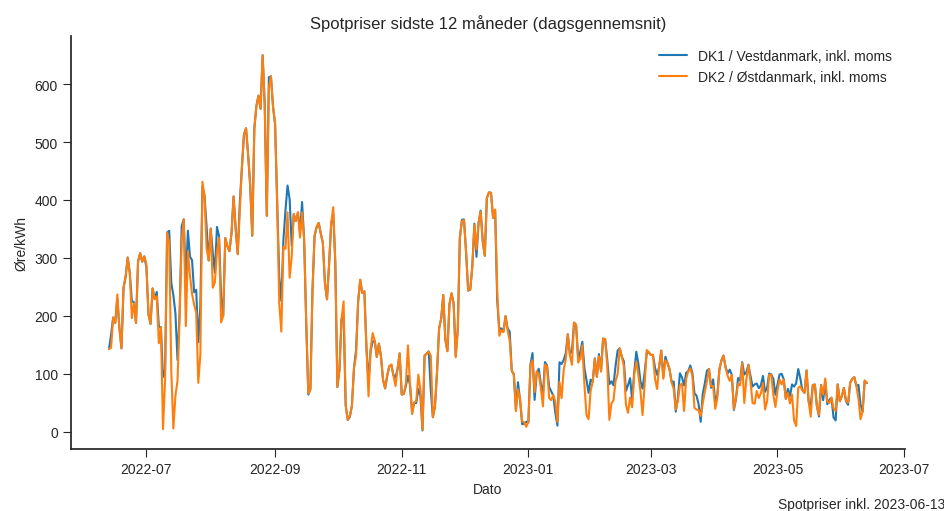 Spotpriser sidste 12 måneder (dagsgennemsnit)
DK1 / Vestdanmark, inkl. moms
DK2 / Østdanmark, inkl. moms
Øre/kWh
600
500
400
300
200
100
0
2022-07 2022-09 2022-11 2023-01 2023-03 2023-05 2023-07
Dato
Spotpriser inkl. 2023-06-13